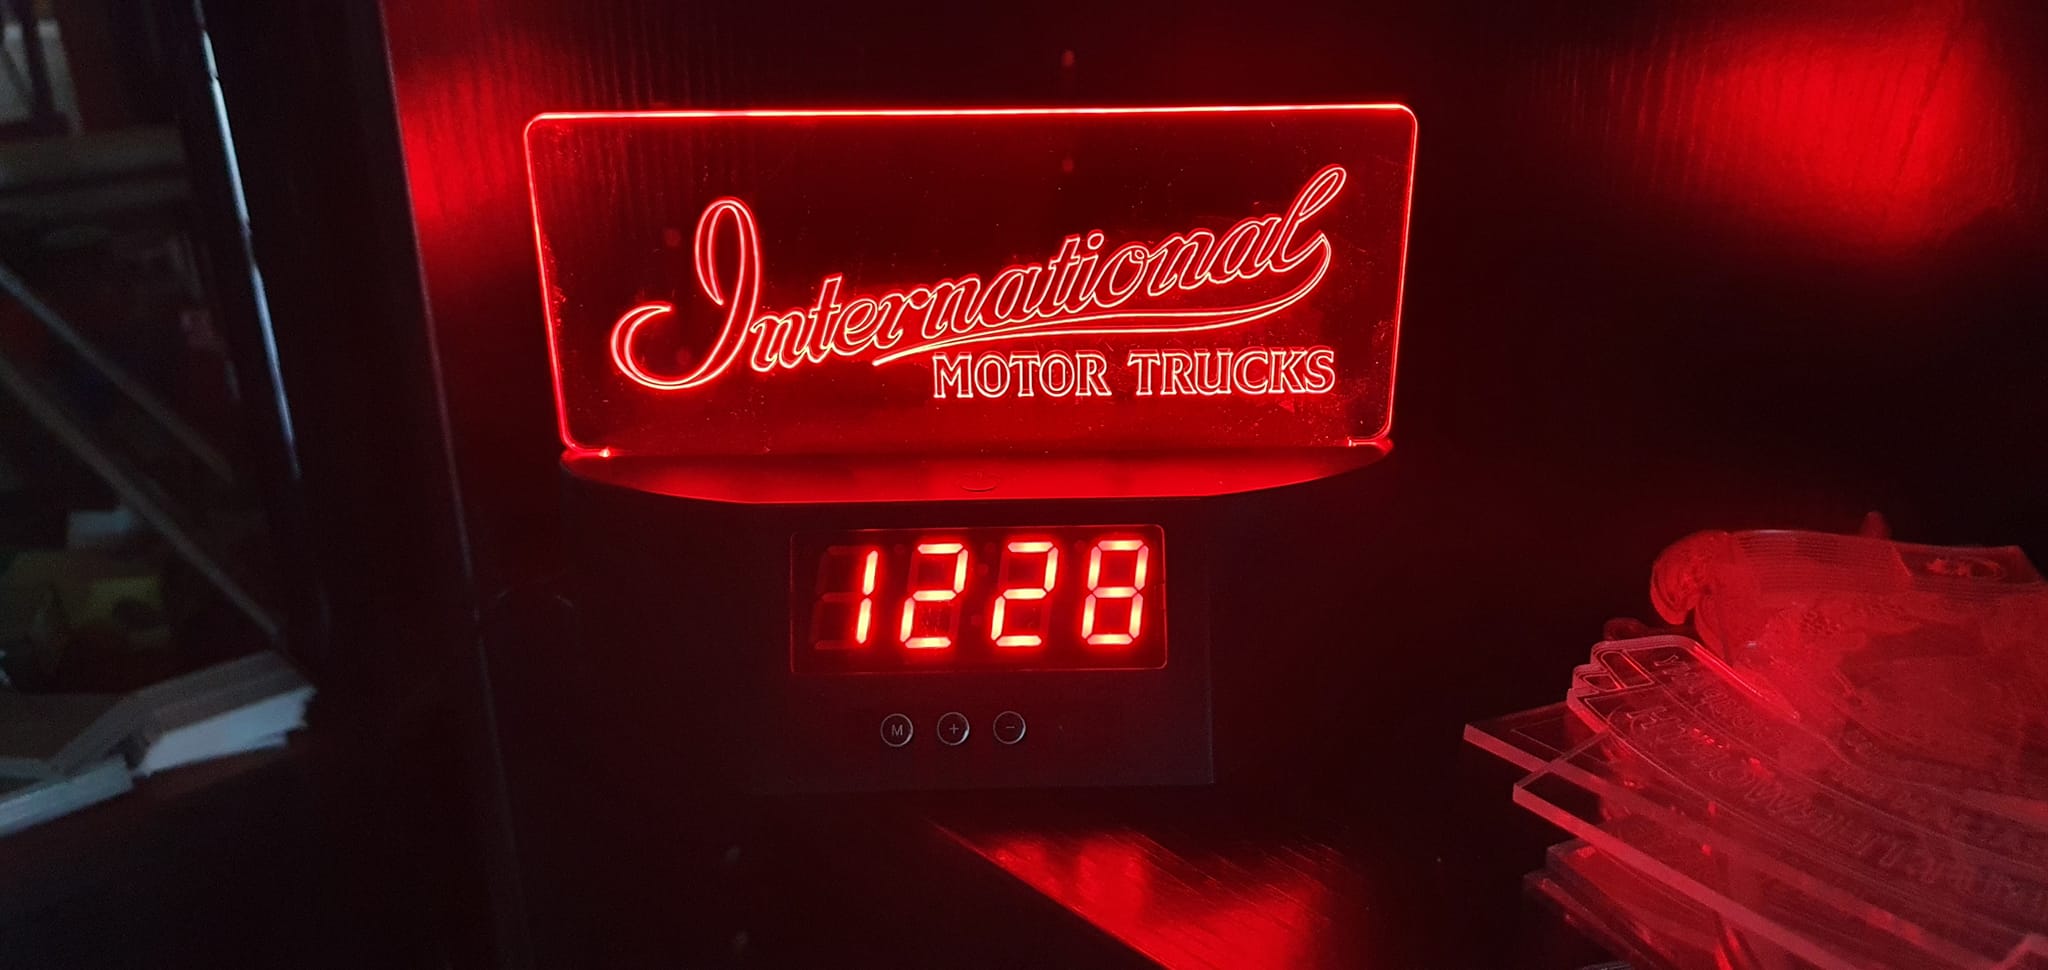 International
MOTOR TRUCKS
1228
M + -